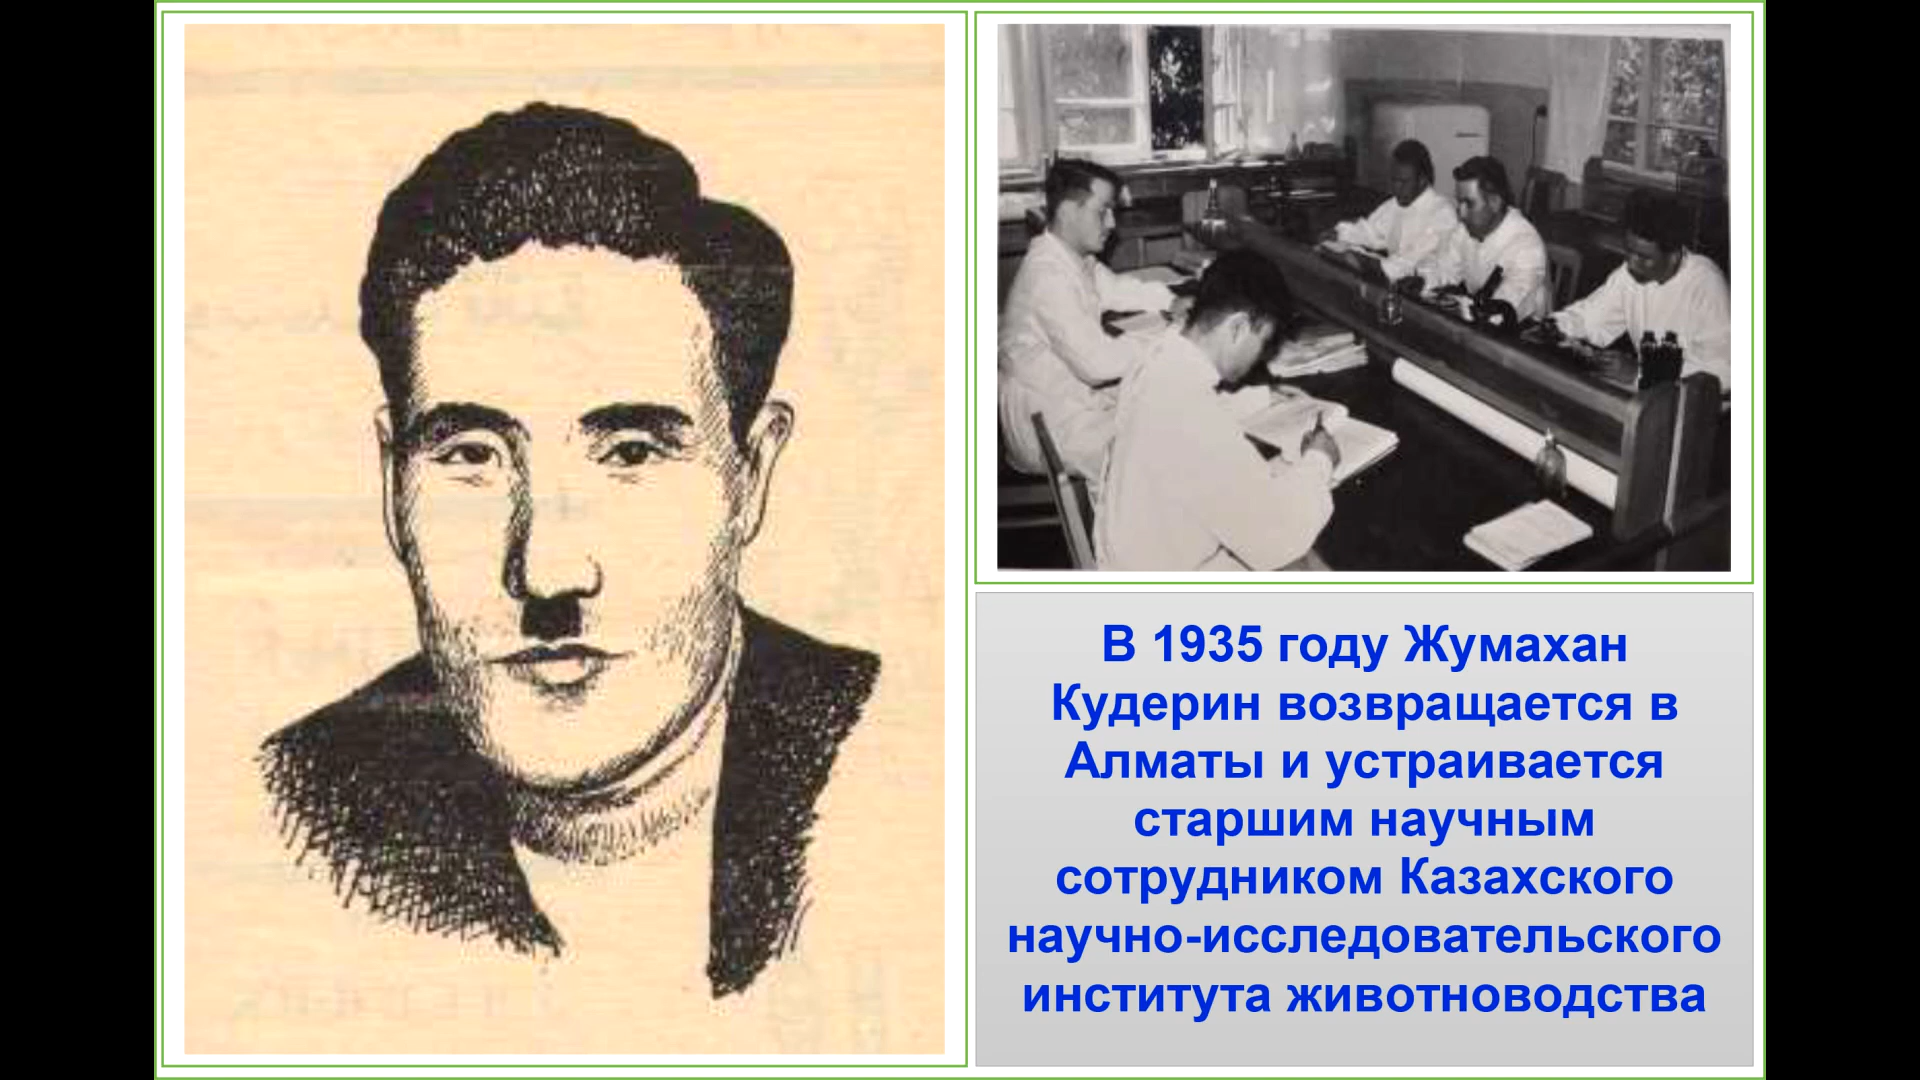 В 1935 году Жумахан
Кудерин возвращается в
Алматы и устраивается
старшим научным
сотрудником Казахского
научно-исследовательского
института животноводства